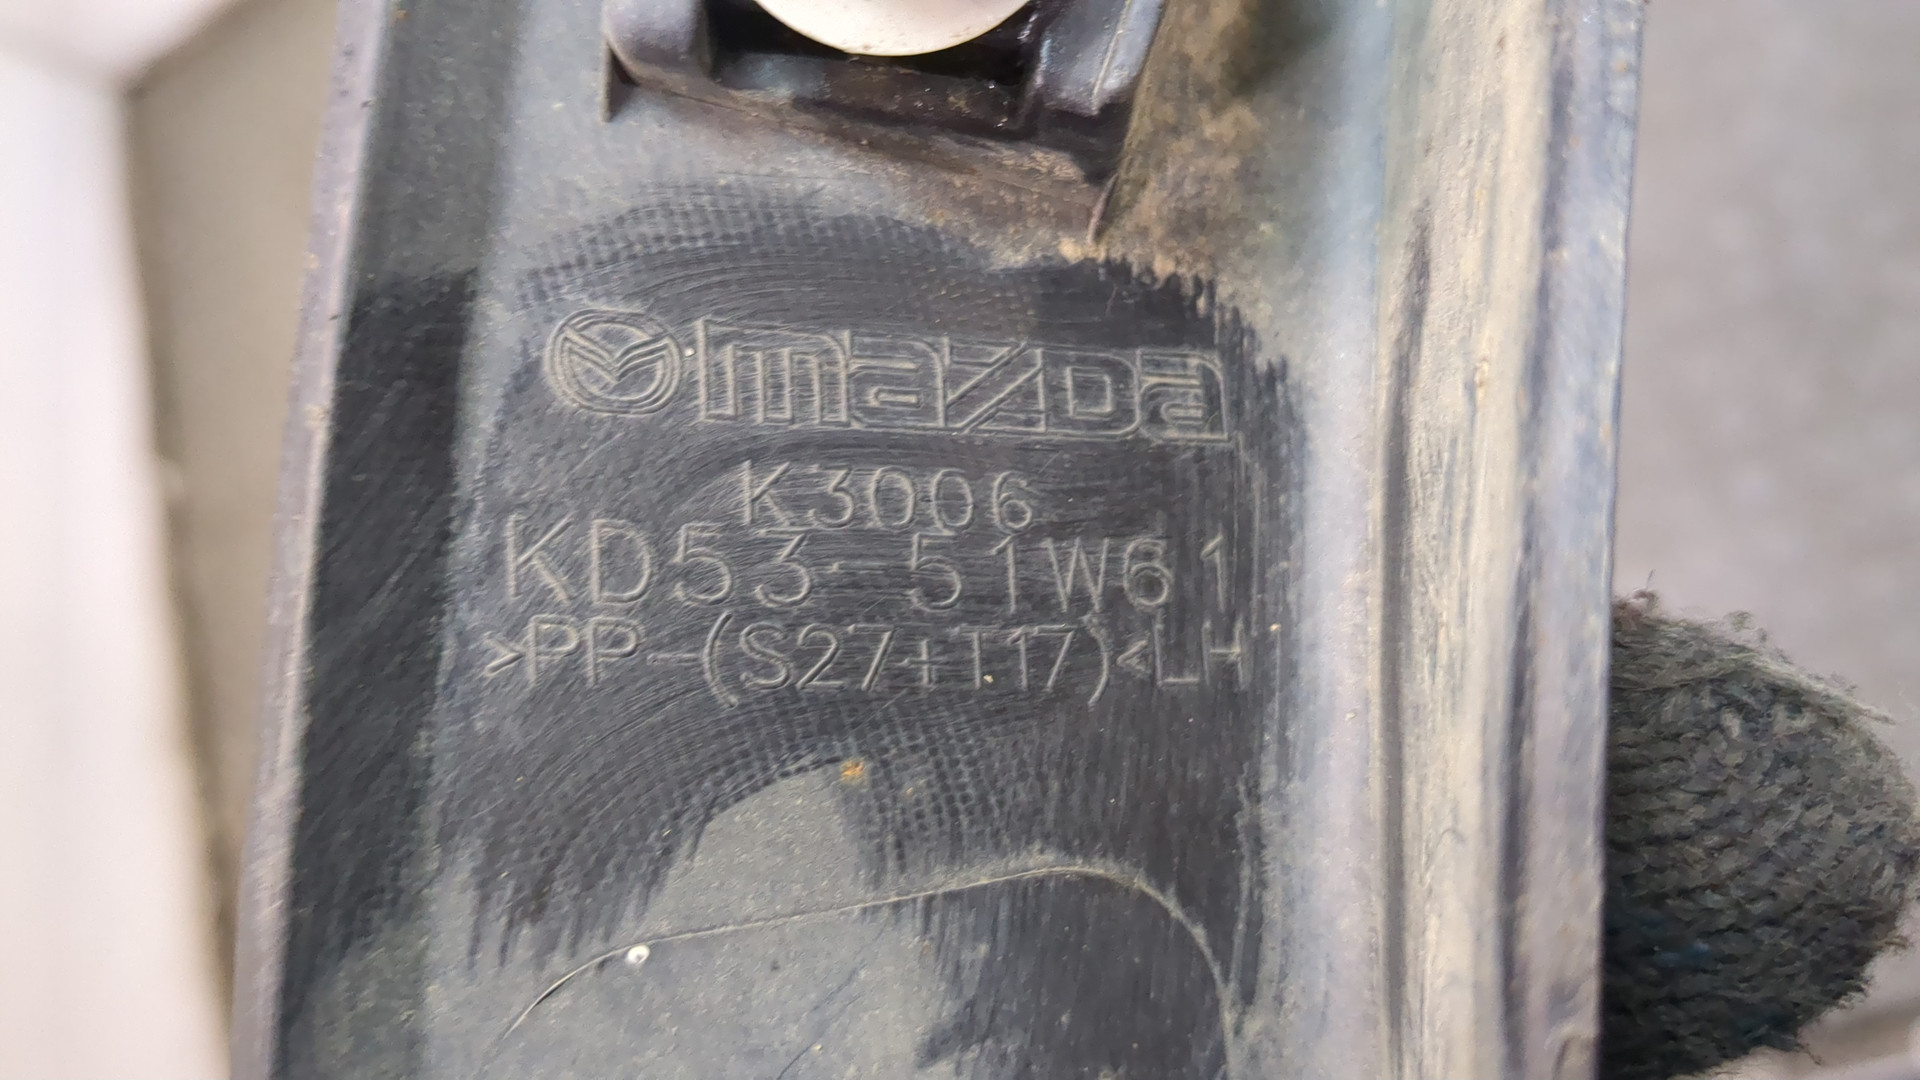 mazda
K3006
KD53-51W61
>PP-(S27+T17)<LH